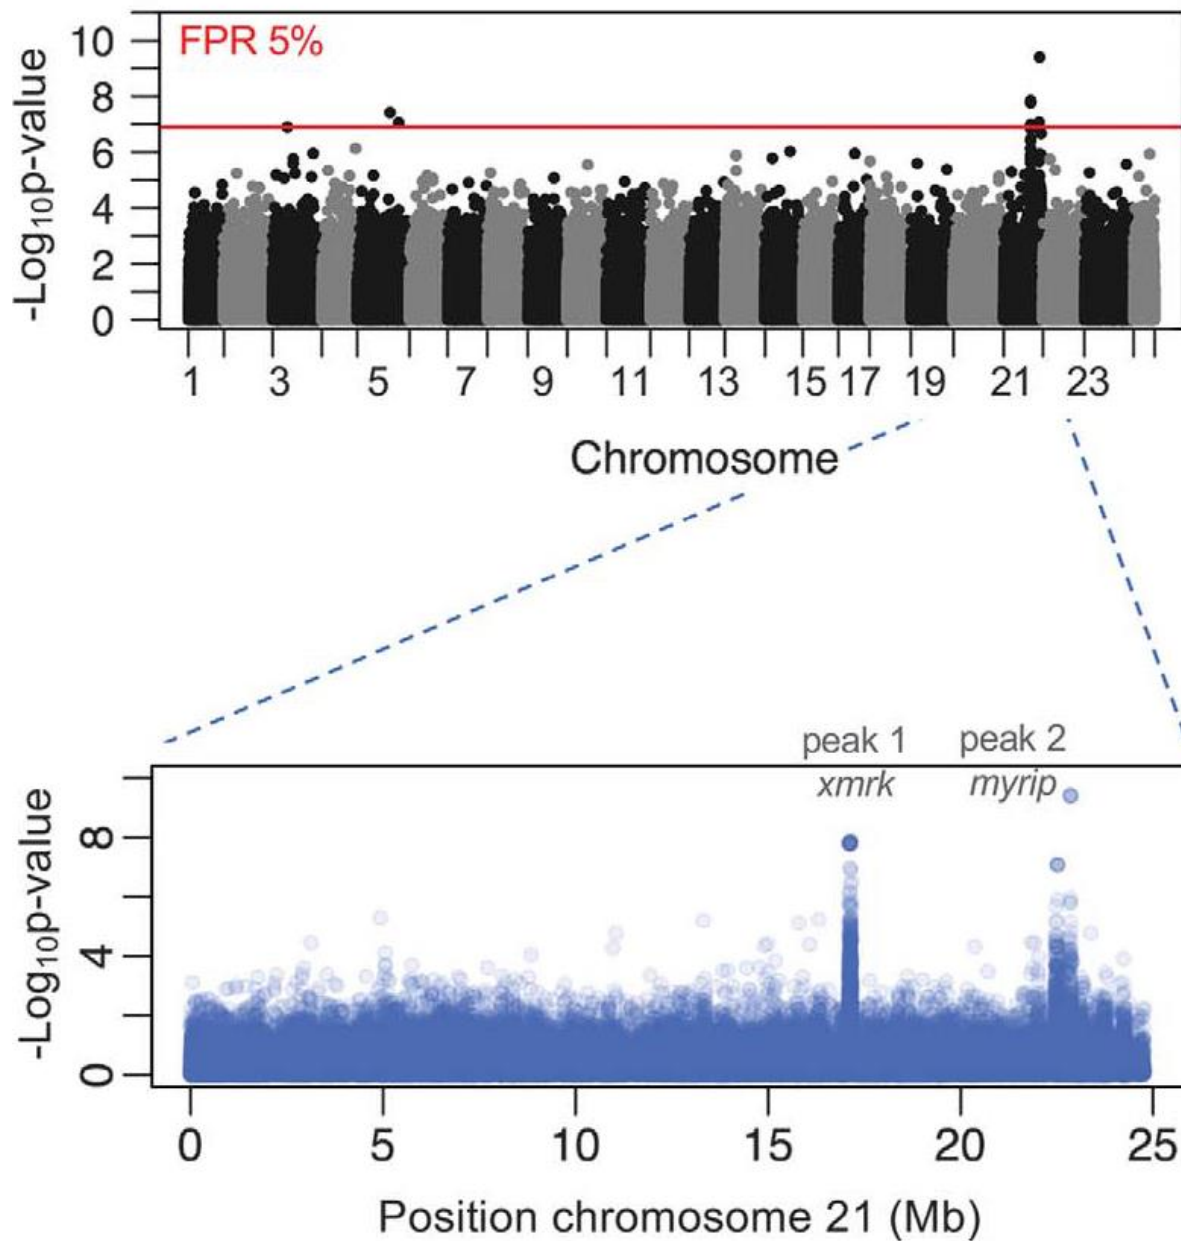 FPR 5%
-Log10p-value
10
8
6
4
2
0
1 3 5 7 9 11 13 15 17 19 21 23
Chromosome
peak 1 peak 2
xmrk myrip
-Log10p-value
8
4
0
0 5 10 15 20 25
Position chromosome 21 (Mb)